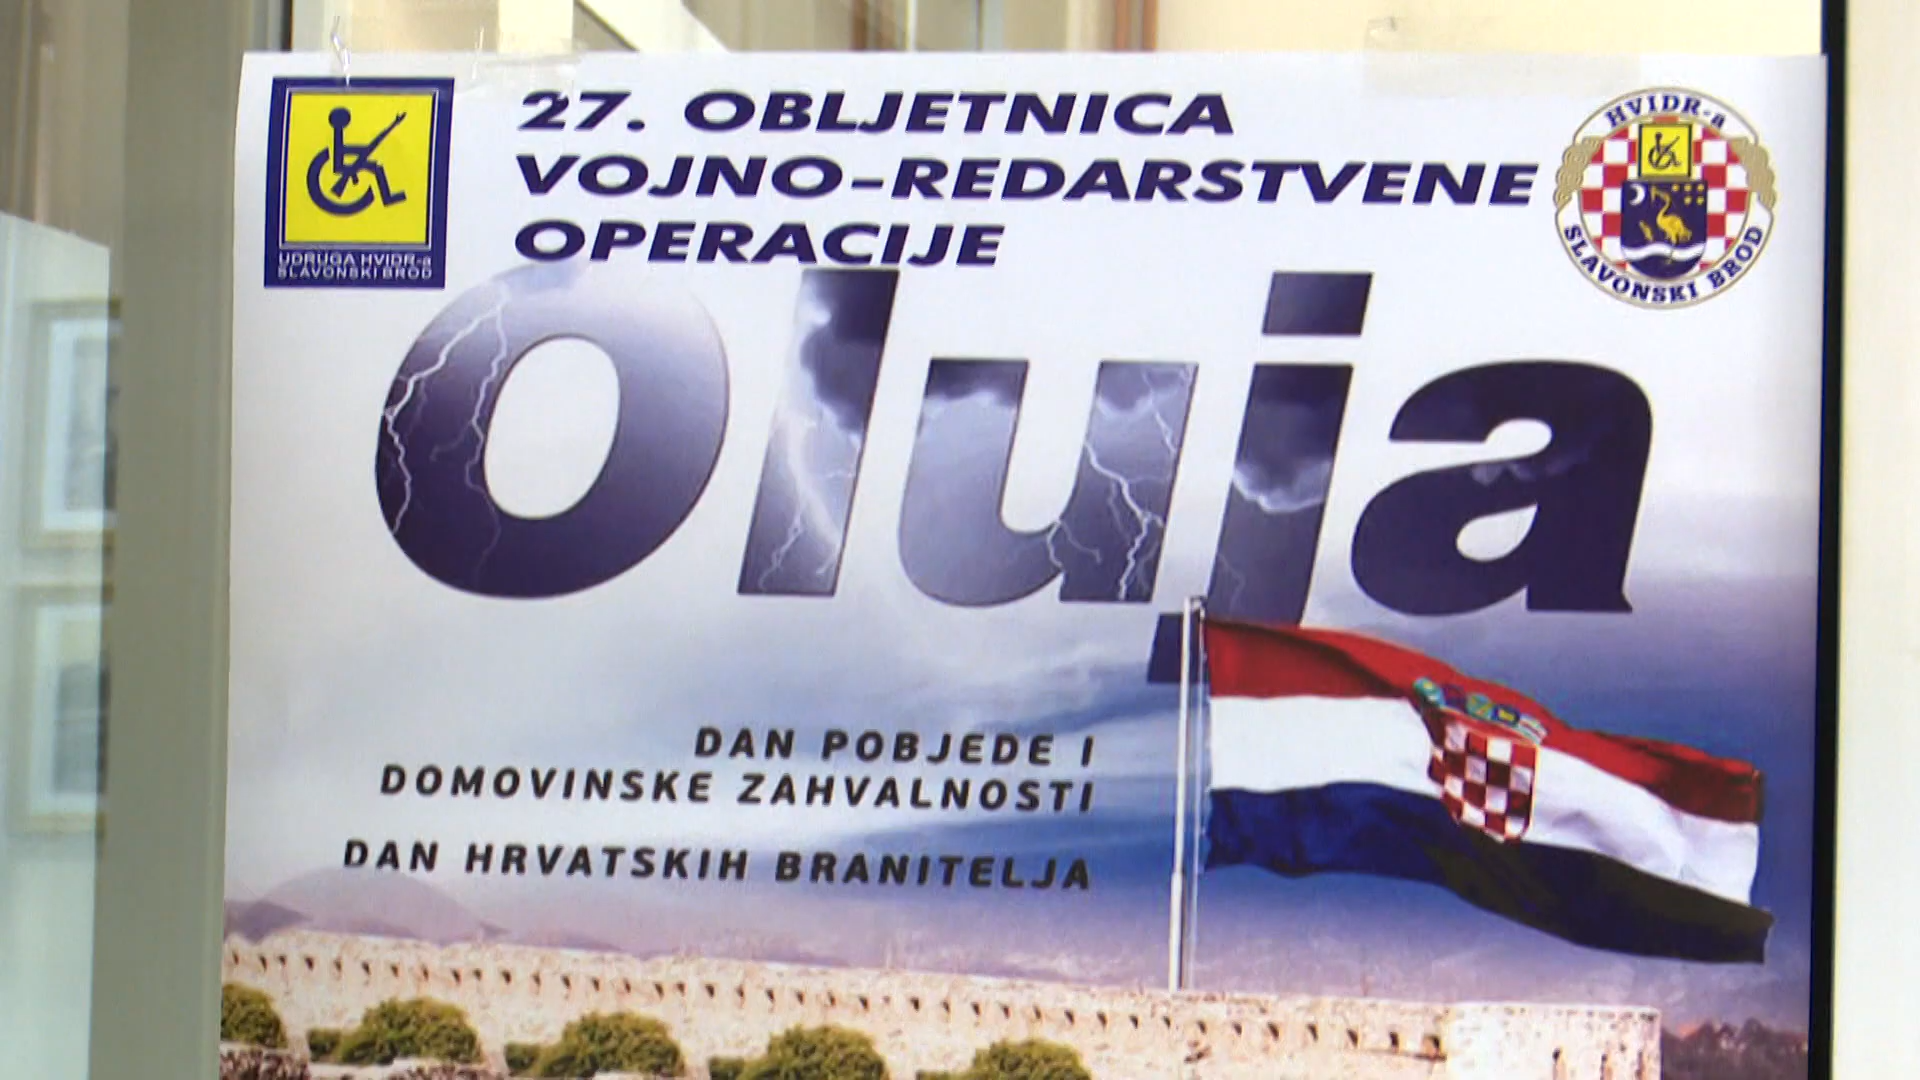 27. OBLJETNICA
VOJNO-REDARSTVENE
OPERACIJE
Oluja
UDRUGA HVIDR-a
SLAVONSKI BROD
HVIDR-a
SLAVONSKI BROD
DAN POBJEDE I
DOMOVINSKE ZAHVALNOSTI
DAN HRVATSKIH BRANITELJA